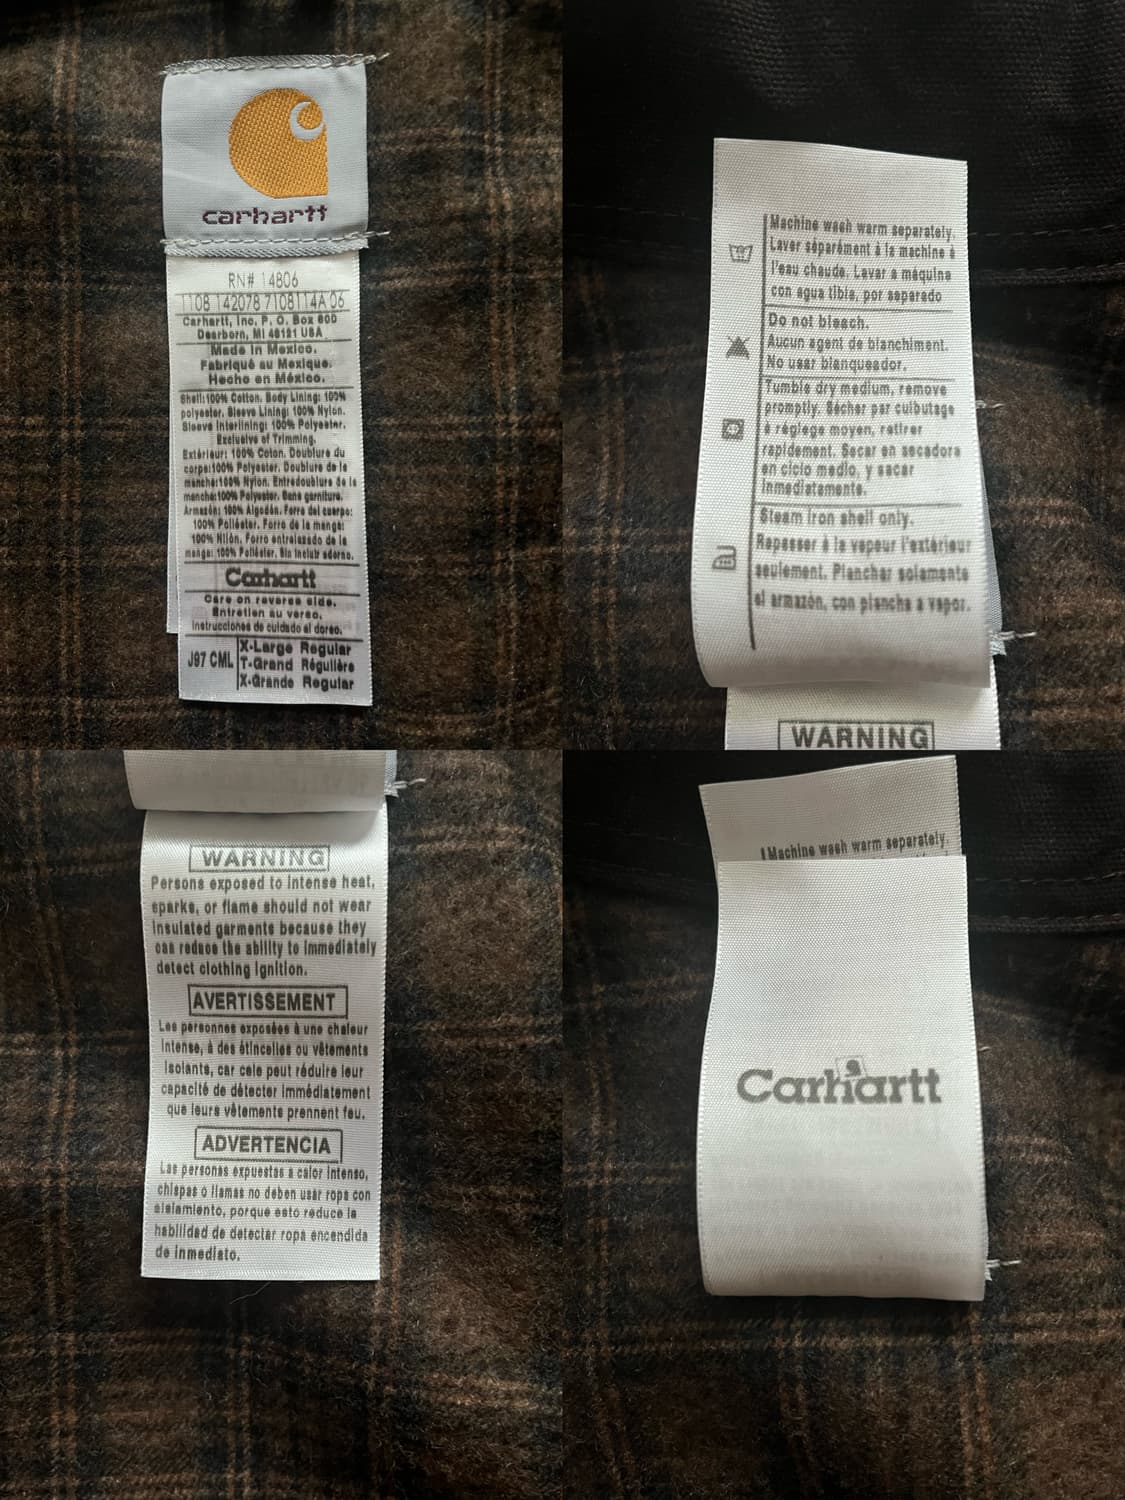 carhartt
RN# 14806
1108 142078 7108114A 06
Carhartt, Inc. P. O. Box 600
Dearborn, MI 48121 USA
Made in Mexico.
Fabriqué au Mexique.
Hecho en México.
Shell:100% Cotton. Body Lining: 100%
polyester. Sleeve Lining: 100% Nylon.
Sleeve Interlining: 100% Polyester.
Exclusive of Trimming.
Extérieur: 100% Coton. Doublure du
corps:100% Polyester. Doublure de la
manche:100% Nylon. Entredoublure de la
manche:100% Polyester. Sans garniture.
Armazón: 100% Algodón. Forro del cuerpo:
100% Poliéster. Forro de la manga:
100% Nilón. Forro entrelazado de la
manga: 100% Poliéster. Sin incluir adorno.
Carhartt
Care on reverse side.
Entretien au verso.
Instrucciones de cuidado al dorso.
J97 CML
X-Large Regular
T-Grand Régulière
X-Grande Regular
Machine wash warm separately.
Laver séparément à la machine à
l'eau chaude. Lavar a máquina
con agua tibia, por separado
Do not bleach.
Aucun agent de blanchiment.
No usar blanqueador.
Tumble dry medium, remove
promptly. Sécher par culbutage
à réglege moyen, retirer
rapidement. Secar en secadora
en ciclo medio, y sacar
inmediatamente.
Steam iron shell only.
Repasser à la vapeur l'extérieur
seulement. Planchar solamente
el armazón, con plancha a vapor.
WARNING
WARNING
Persons exposed to intense heat,
sparks, or flame should not wear
insulated garments because they
can reduce the ability to immediately
detect clothing ignition.
AVERTISSEMENT
Les personnes exposées à une chaleur
intense, à des étincelles ou vêtements
isolants, car cele peut réduire leur
capacité de détecter immédiatement
que leurs vêtements prennent feu.
ADVERTENCIA
Las personas expuestas a calor intenso,
chispas o llamas no deben usar ropa con
aislamiento, porque esto reduce la
habilidad de detectar ropa encendida
de inmediato.
Machine wash warm separately.
Carhartt